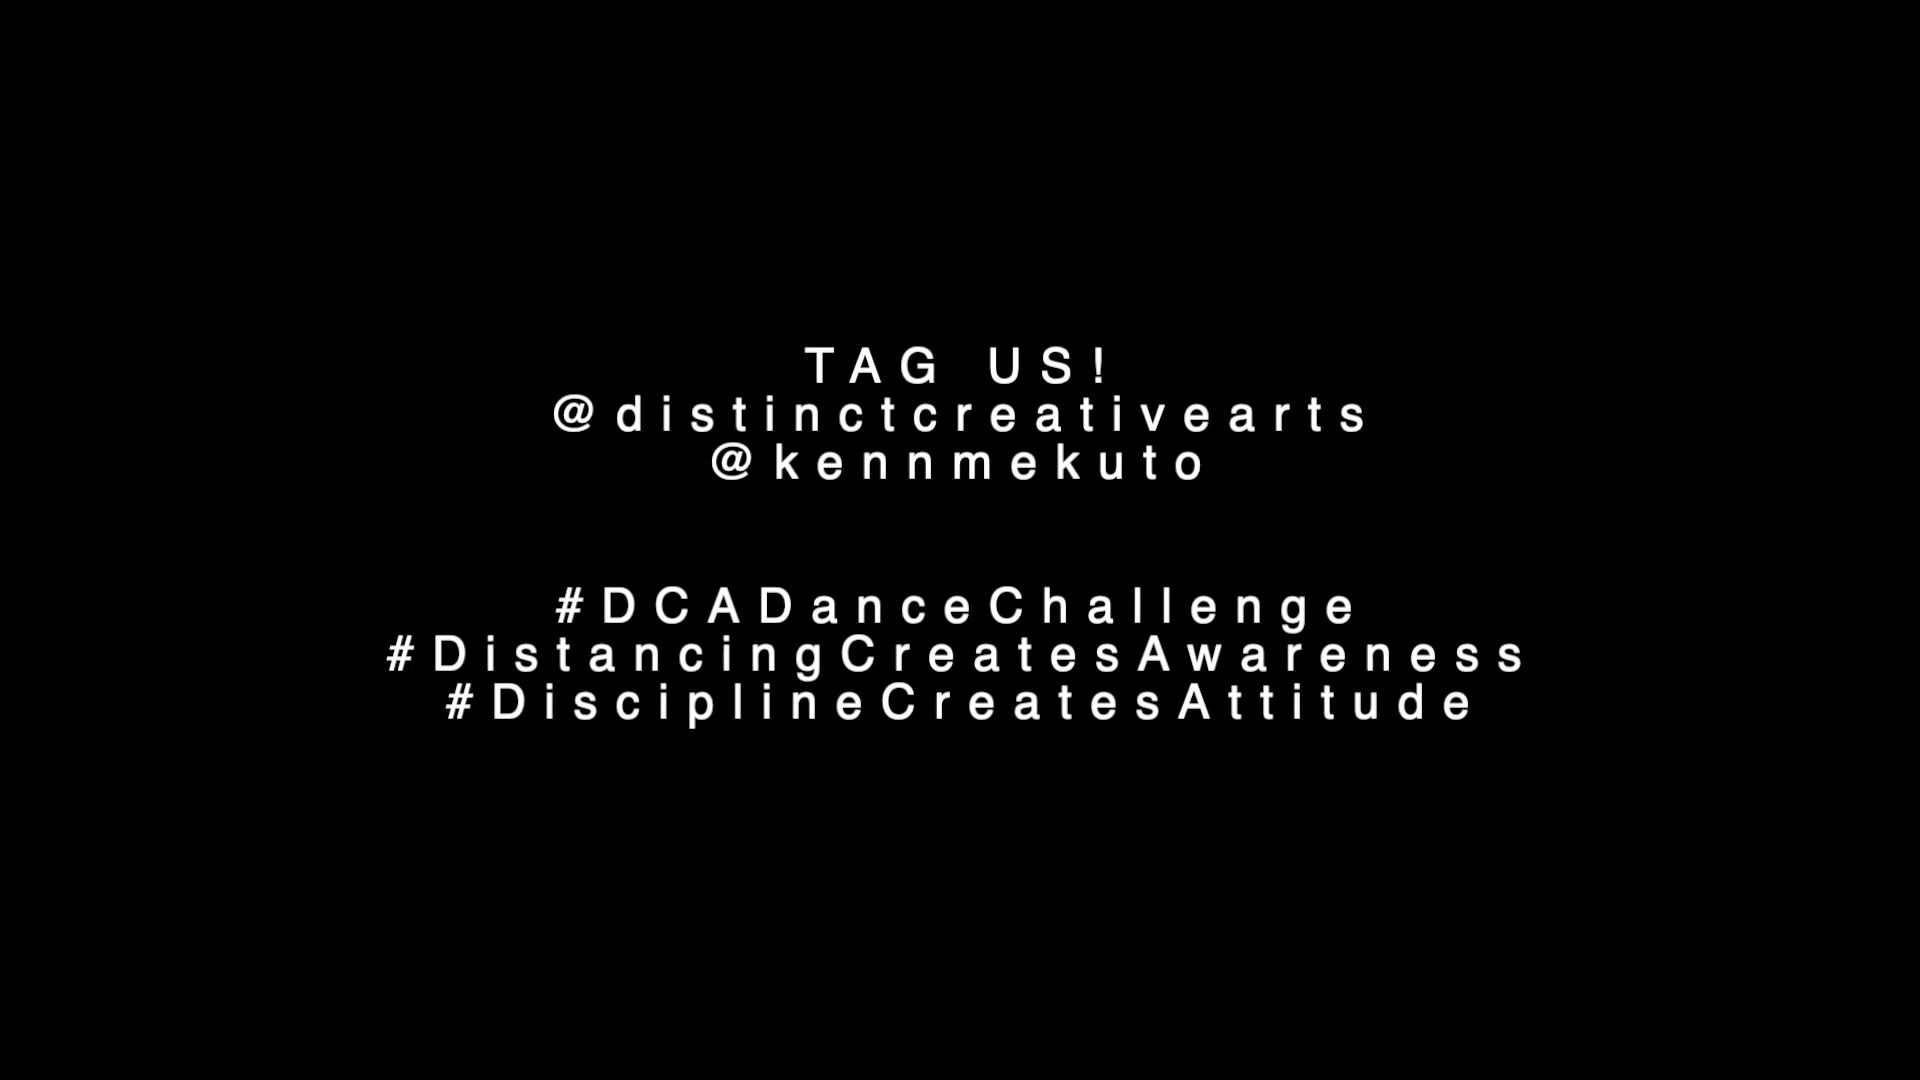 TAG US!
@distinctcreativearts
@kennmekuto
#DCADanceChallenge
#DistancingCreatesAwareness
#DisciplineCreatesAttitude